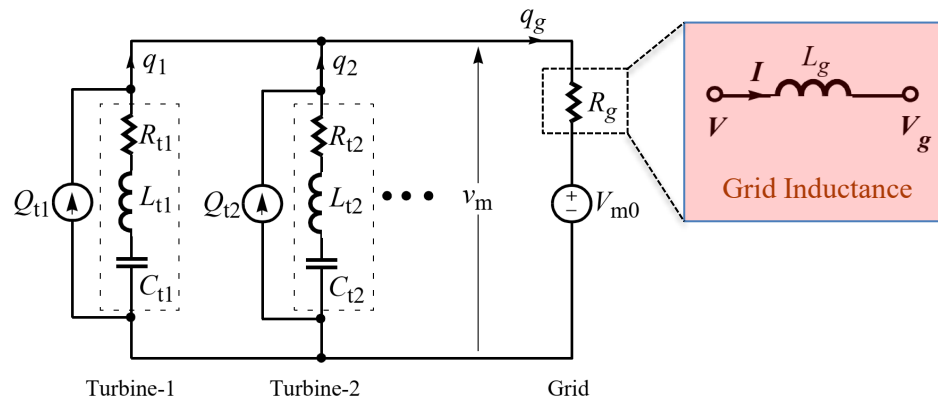 q_g
q_1
q_2
R_t1
L_t1
C_t1
Q_t1
R_t2
L_t2
C_t2
Q_t2
v_m
R_g
+
−
V_m0
I
L_g
V
V_g
Grid Inductance
Turbine-1
Turbine-2
Grid